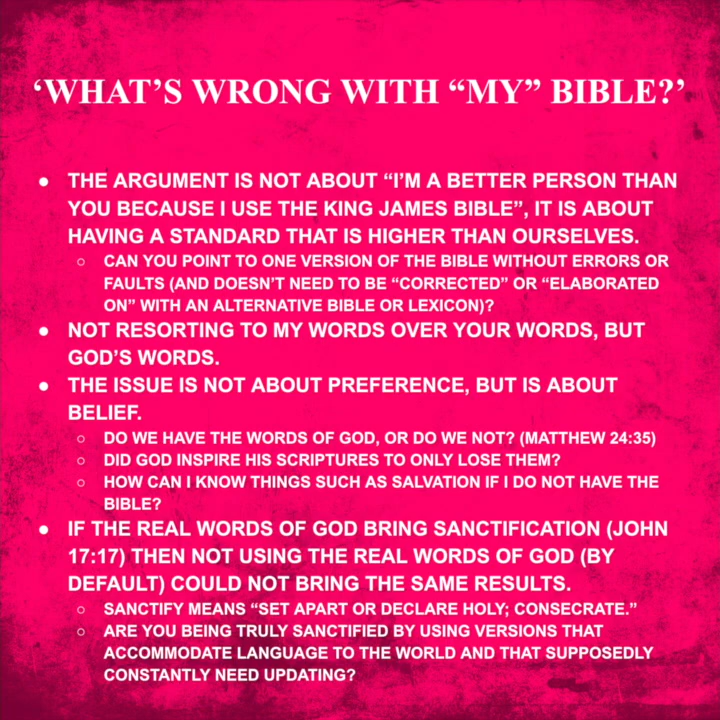 ‘WHAT’S WRONG WITH “MY” BIBLE?’
● THE ARGUMENT IS NOT ABOUT “I’M A BETTER PERSON THAN
YOU BECAUSE I USE THE KING JAMES BIBLE”, IT IS ABOUT
HAVING A STANDARD THAT IS HIGHER THAN OURSELVES.
○ CAN YOU POINT TO ONE VERSION OF THE BIBLE WITHOUT ERRORS OR
FAULTS (AND DOESN’T NEED TO BE “CORRECTED” OR “ELABORATED
ON” WITH AN ALTERNATIVE BIBLE OR LEXICON)?
● NOT RESORTING TO MY WORDS OVER YOUR WORDS, BUT
GOD’S WORDS.
● THE ISSUE IS NOT ABOUT PREFERENCE, BUT IS ABOUT
BELIEF.
○ DO WE HAVE THE WORDS OF GOD, OR DO WE NOT? (MATTHEW 24:35)
○ DID GOD INSPIRE HIS SCRIPTURES TO ONLY LOSE THEM?
○ HOW CAN I KNOW THINGS SUCH AS SALVATION IF I DO NOT HAVE THE
BIBLE?
● IF THE REAL WORDS OF GOD BRING SANCTIFICATION (JOHN
17:17) THEN NOT USING THE REAL WORDS OF GOD (BY
DEFAULT) COULD NOT BRING THE SAME RESULTS.
○ SANCTIFY MEANS “SET APART OR DECLARE HOLY; CONSECRATE.”
○ ARE YOU BEING TRULY SANCTIFIED BY USING VERSIONS THAT
ACCOMMODATE LANGUAGE TO THE WORLD AND THAT SUPPOSEDLY
CONSTANTLY NEED UPDATING?